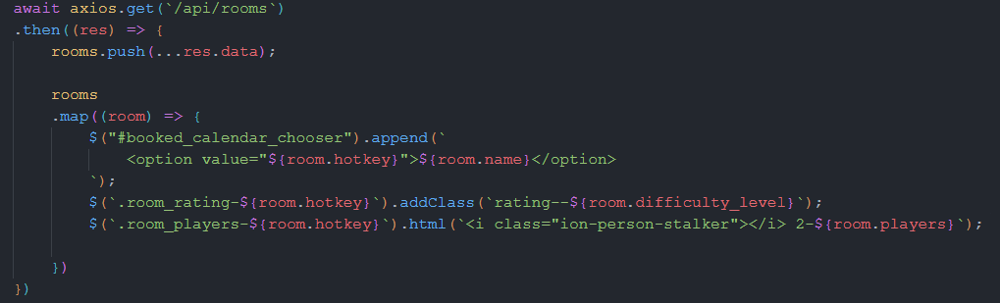 await axios.get(`/api/rooms`)
.then((res) => {
rooms.push(...res.data);
rooms
.map((room) => {
$("#booked_calendar_chooser").append(`
<option value="${room.hotkey}">${room.name}</option>
`);
$(`.room_rating-${room.hotkey}`).addClass(`rating--${room.difficulty_level}`);
$(`.room_players-${room.hotkey}`).html(`<i class="ion-person-stalker"></i> 2-${room.players}`);
})
})